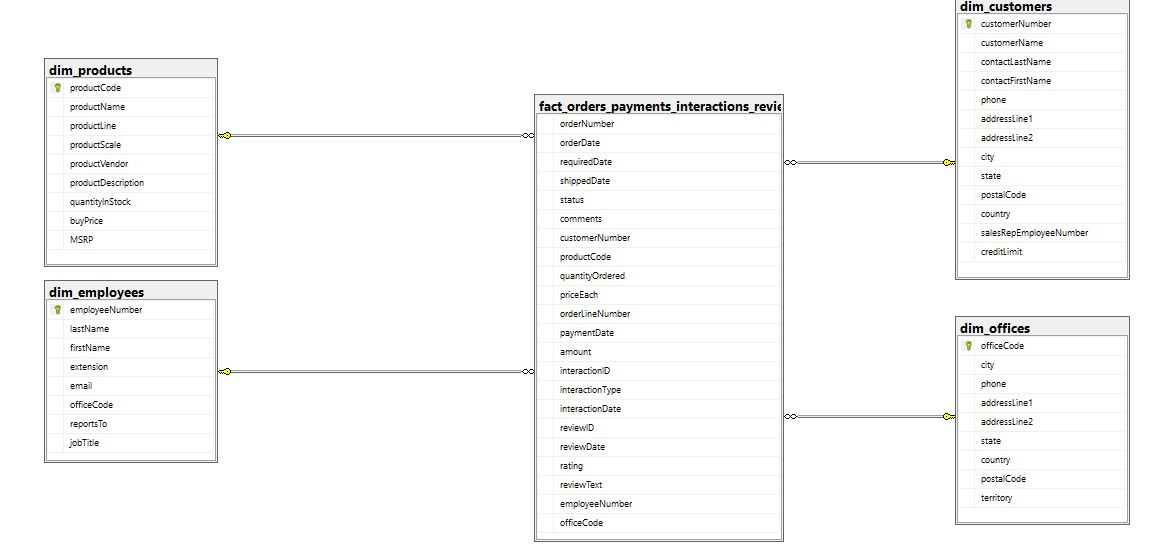 dim_products
productCode
productName
productLine
productScale
productVendor
productDescription
quantityInStock
buyPrice
MSRP
dim_employees
employeeNumber
lastName
firstName
extension
email
officeCode
reportsTo
jobTitle
fact_orders_payments_interactions_revie
orderNumber
orderDate
requiredDate
shippedDate
status
comments
customerNumber
productCode
quantityOrdered
priceEach
orderLineNumber
paymentDate
amount
interactionID
interactionType
interactionDate
reviewID
reviewDate
rating
reviewText
employeeNumber
officeCode
dim_customers
customerNumber
customerName
contactLastName
contactFirstName
phone
addressLine1
addressLine2
city
state
postalCode
country
salesRepEmployeeNumber
creditLimit
dim_offices
officeCode
city
phone
addressLine1
addressLine2
state
country
postalCode
territory